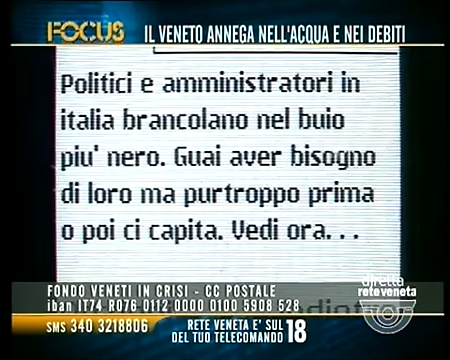 FOCUS IL VENETO ANNEGA NELL'ACQUA E NEI DEBITI
Politici e amministratori in
italia brancolano nel buio
piu' nero. Guai aver bisogno
di loro ma purtroppo prima
o poi ci capita. Vedi ora...
FONDO VENETI IN CRISI - CC POSTALE
iban IT74 R076 0112 0000 0100 5908 528
diretta
reteveneta
SMS 340 3218806
RETE VENETA E' SUL
DEL TUO TELECOMANDO 18